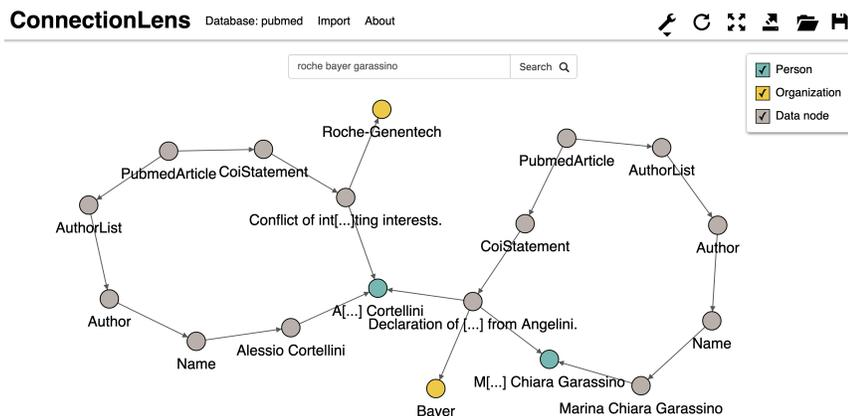 ConnectionLens Database: pubmed Import About
roche bayer garassino Search
Person
Organization
Data node
Roche-Genentech
PubmedArticle
CoiStatement
PubmedArticle
AuthorList
Conflict of int[...]ting interests.
AuthorList
CoiStatement
Author
A[...] Cortellini
Declaration of [...] from Angelini.
Author
Name
Alessio Cortellini
Name
M[...] Chiara Garassino
Bayer
Marina Chiara Garassino